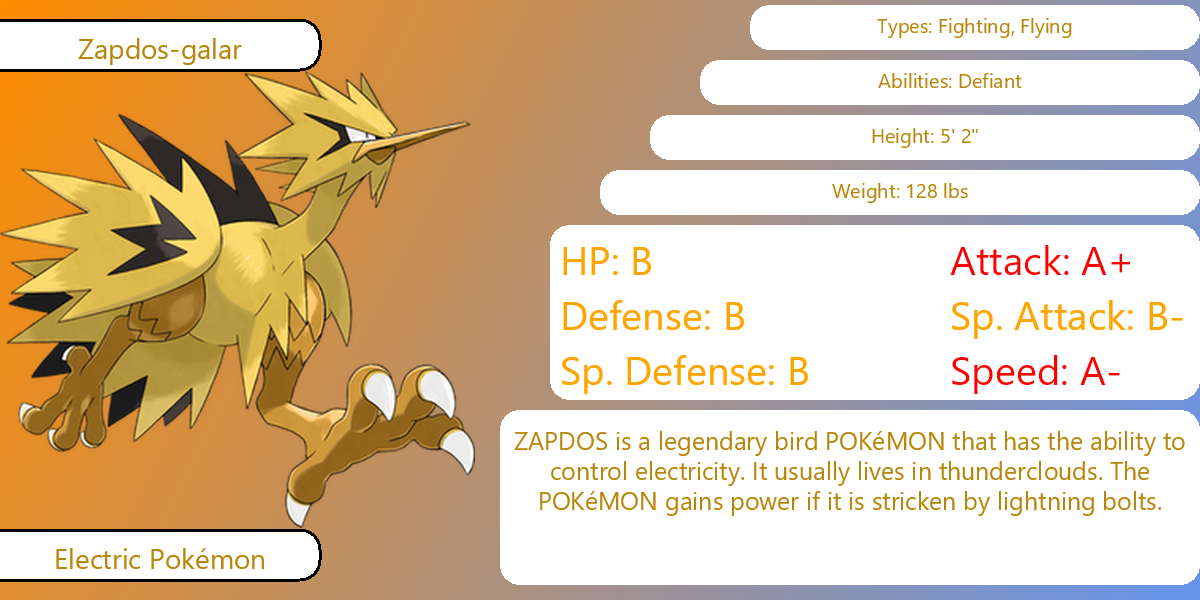 Zapdos-galar
Types: Fighting, Flying
Abilities: Defiant
Height: 5' 2"
Weight: 128 lbs
HP: B
Attack: A+
Defense: B
Sp. Attack: B-
Sp. Defense: B
Speed: A-
ZAPDOS is a legendary bird POKéMON that has the ability to
control electricity. It usually lives in thunderclouds. The
POKéMON gains power if it is stricken by lightning bolts.
Electric Pokémon